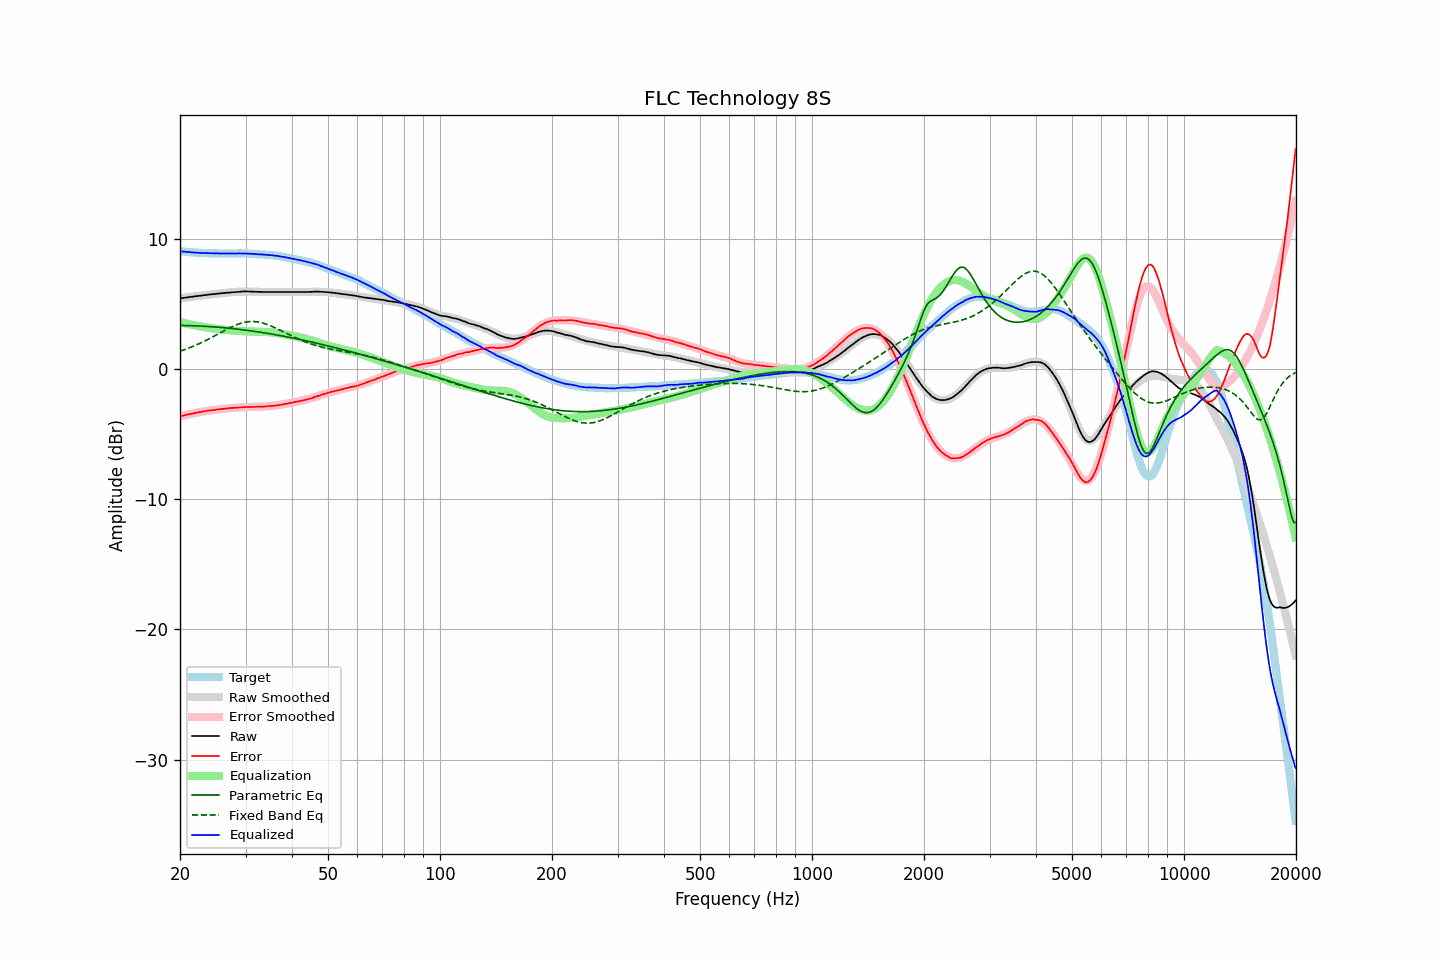 FLC Technology 8S
10
0
−10
−20
−30
Amplitude (dBr)
Target
Raw Smoothed
Error Smoothed
Raw
Error
Equalization
Parametric Eq
Fixed Band Eq
Equalized
20 50 100 200 500 1000 2000 5000 10000 20000
Frequency (Hz)